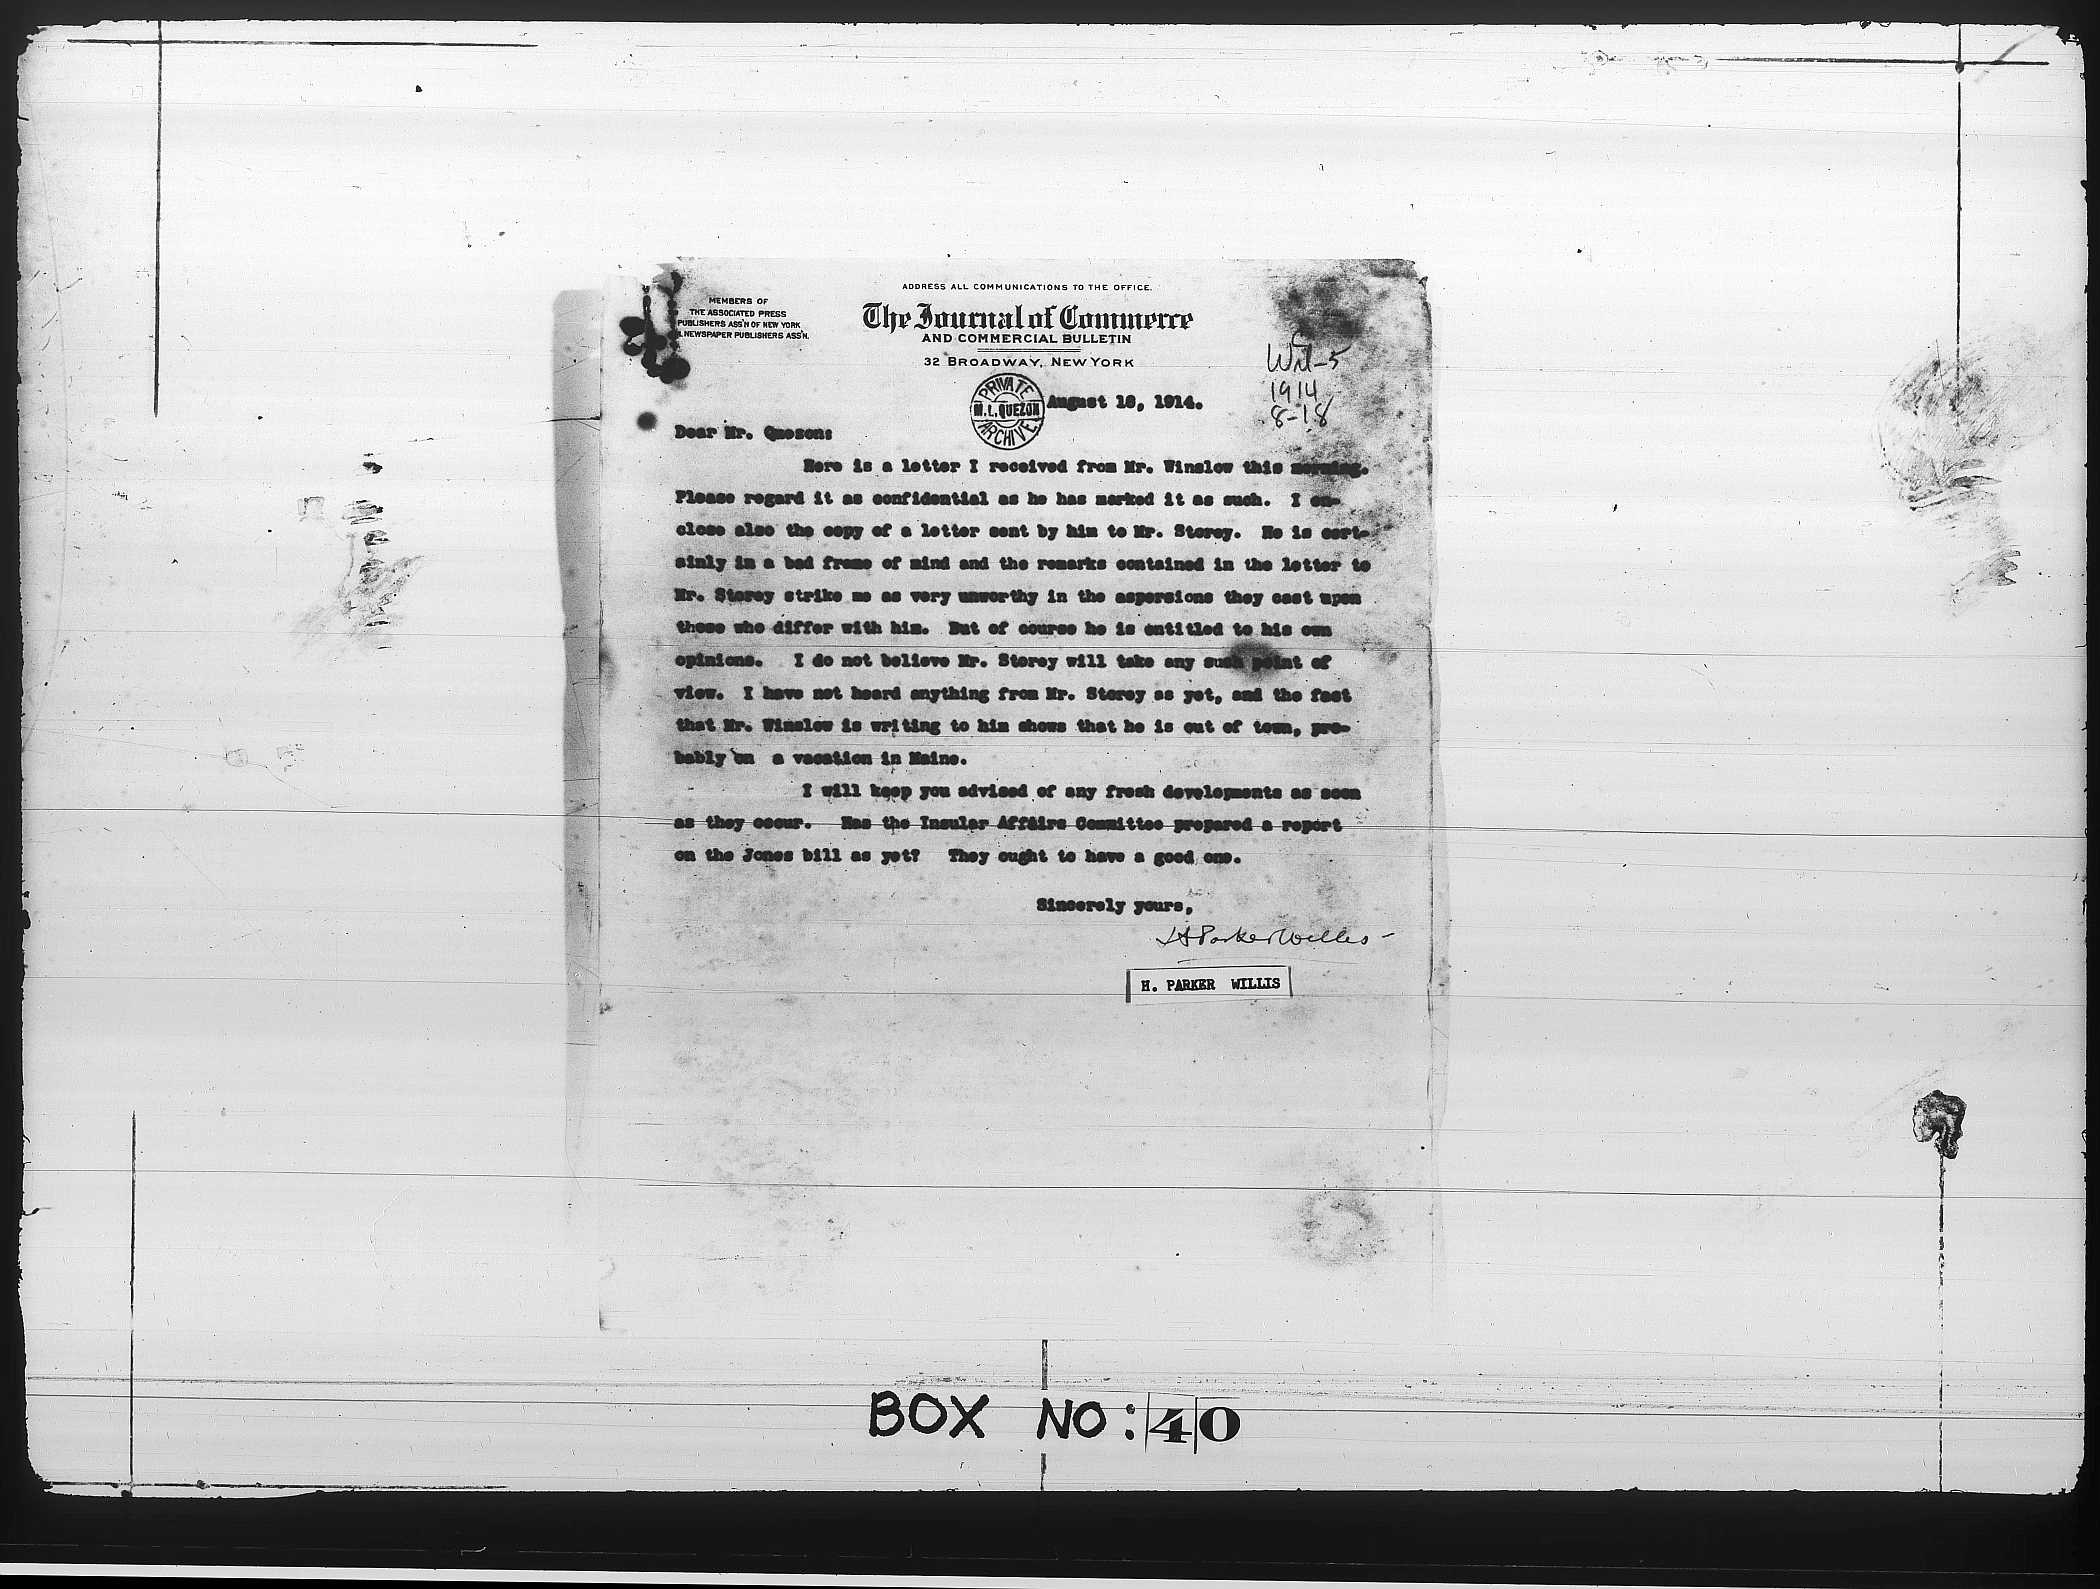 ADDRESS ALL COMMUNICATIONS TO THE OFFICE.
MEMBERS OF
THE ASSOCIATED PRESS
PUBLISHERS ASS'N OF NEW YORK
NEWSPAPER PUBLISHERS ASS'N.
The Journal of Commerce
AND COMMERCIAL BULLETIN
32 BROADWAY, NEW YORK
1914
8-18
PRIVATE
M.L. QUEZON
ARCHIVE
August 18, 1914.
Dear Mr. Quezon:
Here is a letter I received from Mr. Winslow this morning.
Please regard it as confidential as he has marked it as such. I en-
close also the copy of a letter sent by him to Mr. Storey. He is cert-
ainly in a bad frame of mind and the remarks contained in the letter to
Mr. Storey strike me as very unworthy in the aspersions they cast upon
those who differ with him. But of course he is entitled to his own
opinions. I do not believe Mr. Storey will take any such point of
view. I have not heard anything from Mr. Storey as yet, and the fact
that Mr. Winslow is writing to him shows that he is out of town, pro-
bably on a vacation in Maine.
I will keep you advised of any fresh developments as soon
as they occur. Has the Insular Affairs Committee prepared a report
on the Jones bill as yet? They ought to have a good one.
Sincerely yours,
H Parker Willis
H. PARKER WILLIS
BOX NO: 40